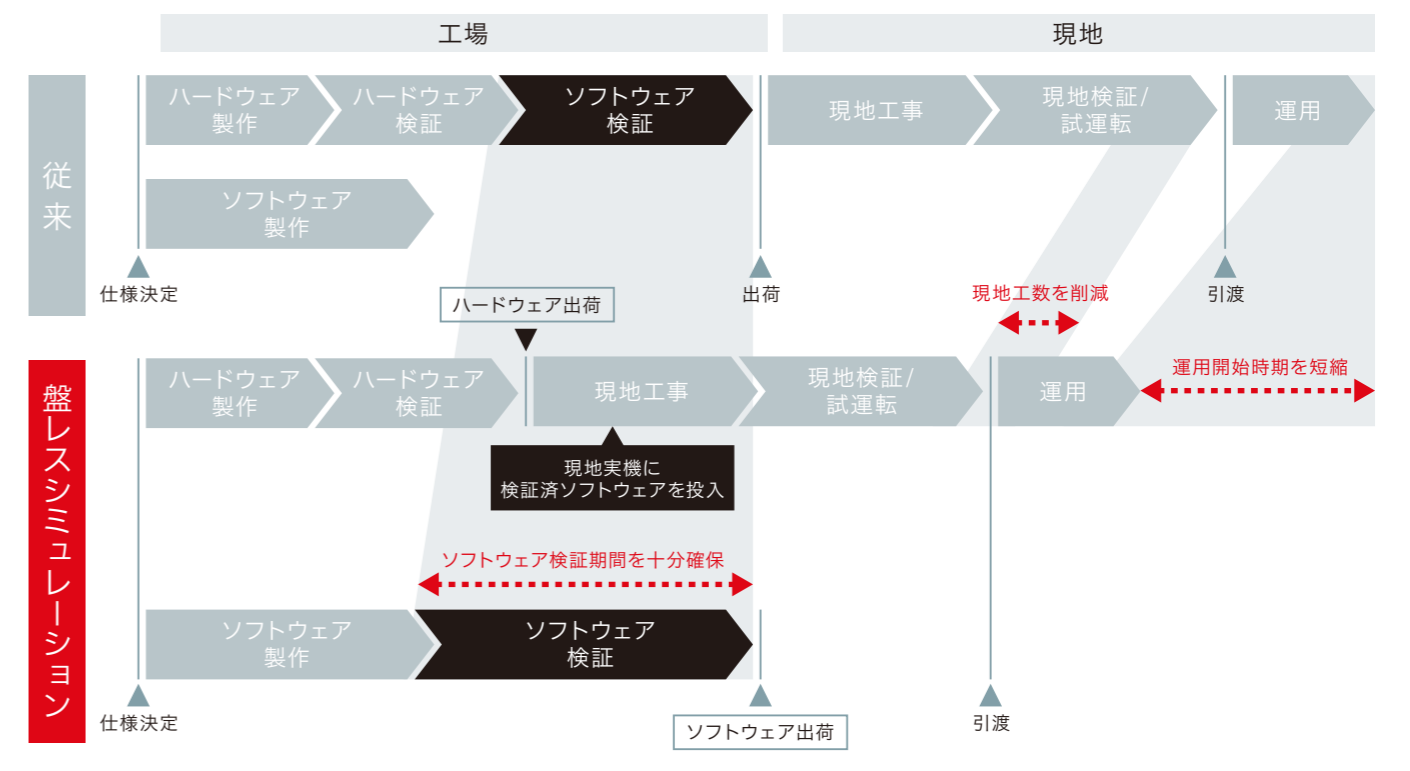 工場
現地
従来
ハードウェア
製作
ハードウェア
検証
ソフトウェア
検証
現地工事
現地検証/
試運転
運用
ソフトウェア
製作
仕様決定
出荷
引渡
ハードウェア出荷
現地工数を削減
運用開始時期を短縮
盤レスシミュレーション
ハードウェア
製作
ハードウェア
検証
現地工事
現地検証/
試運転
運用
現地実機に
検証済ソフトウェアを投入
ソフトウェア検証期間を十分確保
ソフトウェア
製作
ソフトウェア
検証
仕様決定
ソフトウェア出荷
引渡